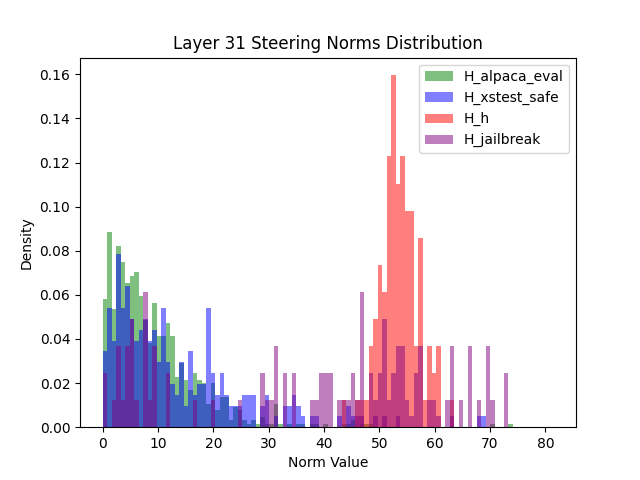 Layer 31 Steering Norms Distribution
H_alpaca_eval
H_xstest_safe
H_h
H_jailbreak
Density
0.16
0.14
0.12
0.10
0.08
0.06
0.04
0.02
0.00
0 10 20 30 40 50 60 70 80
Norm Value